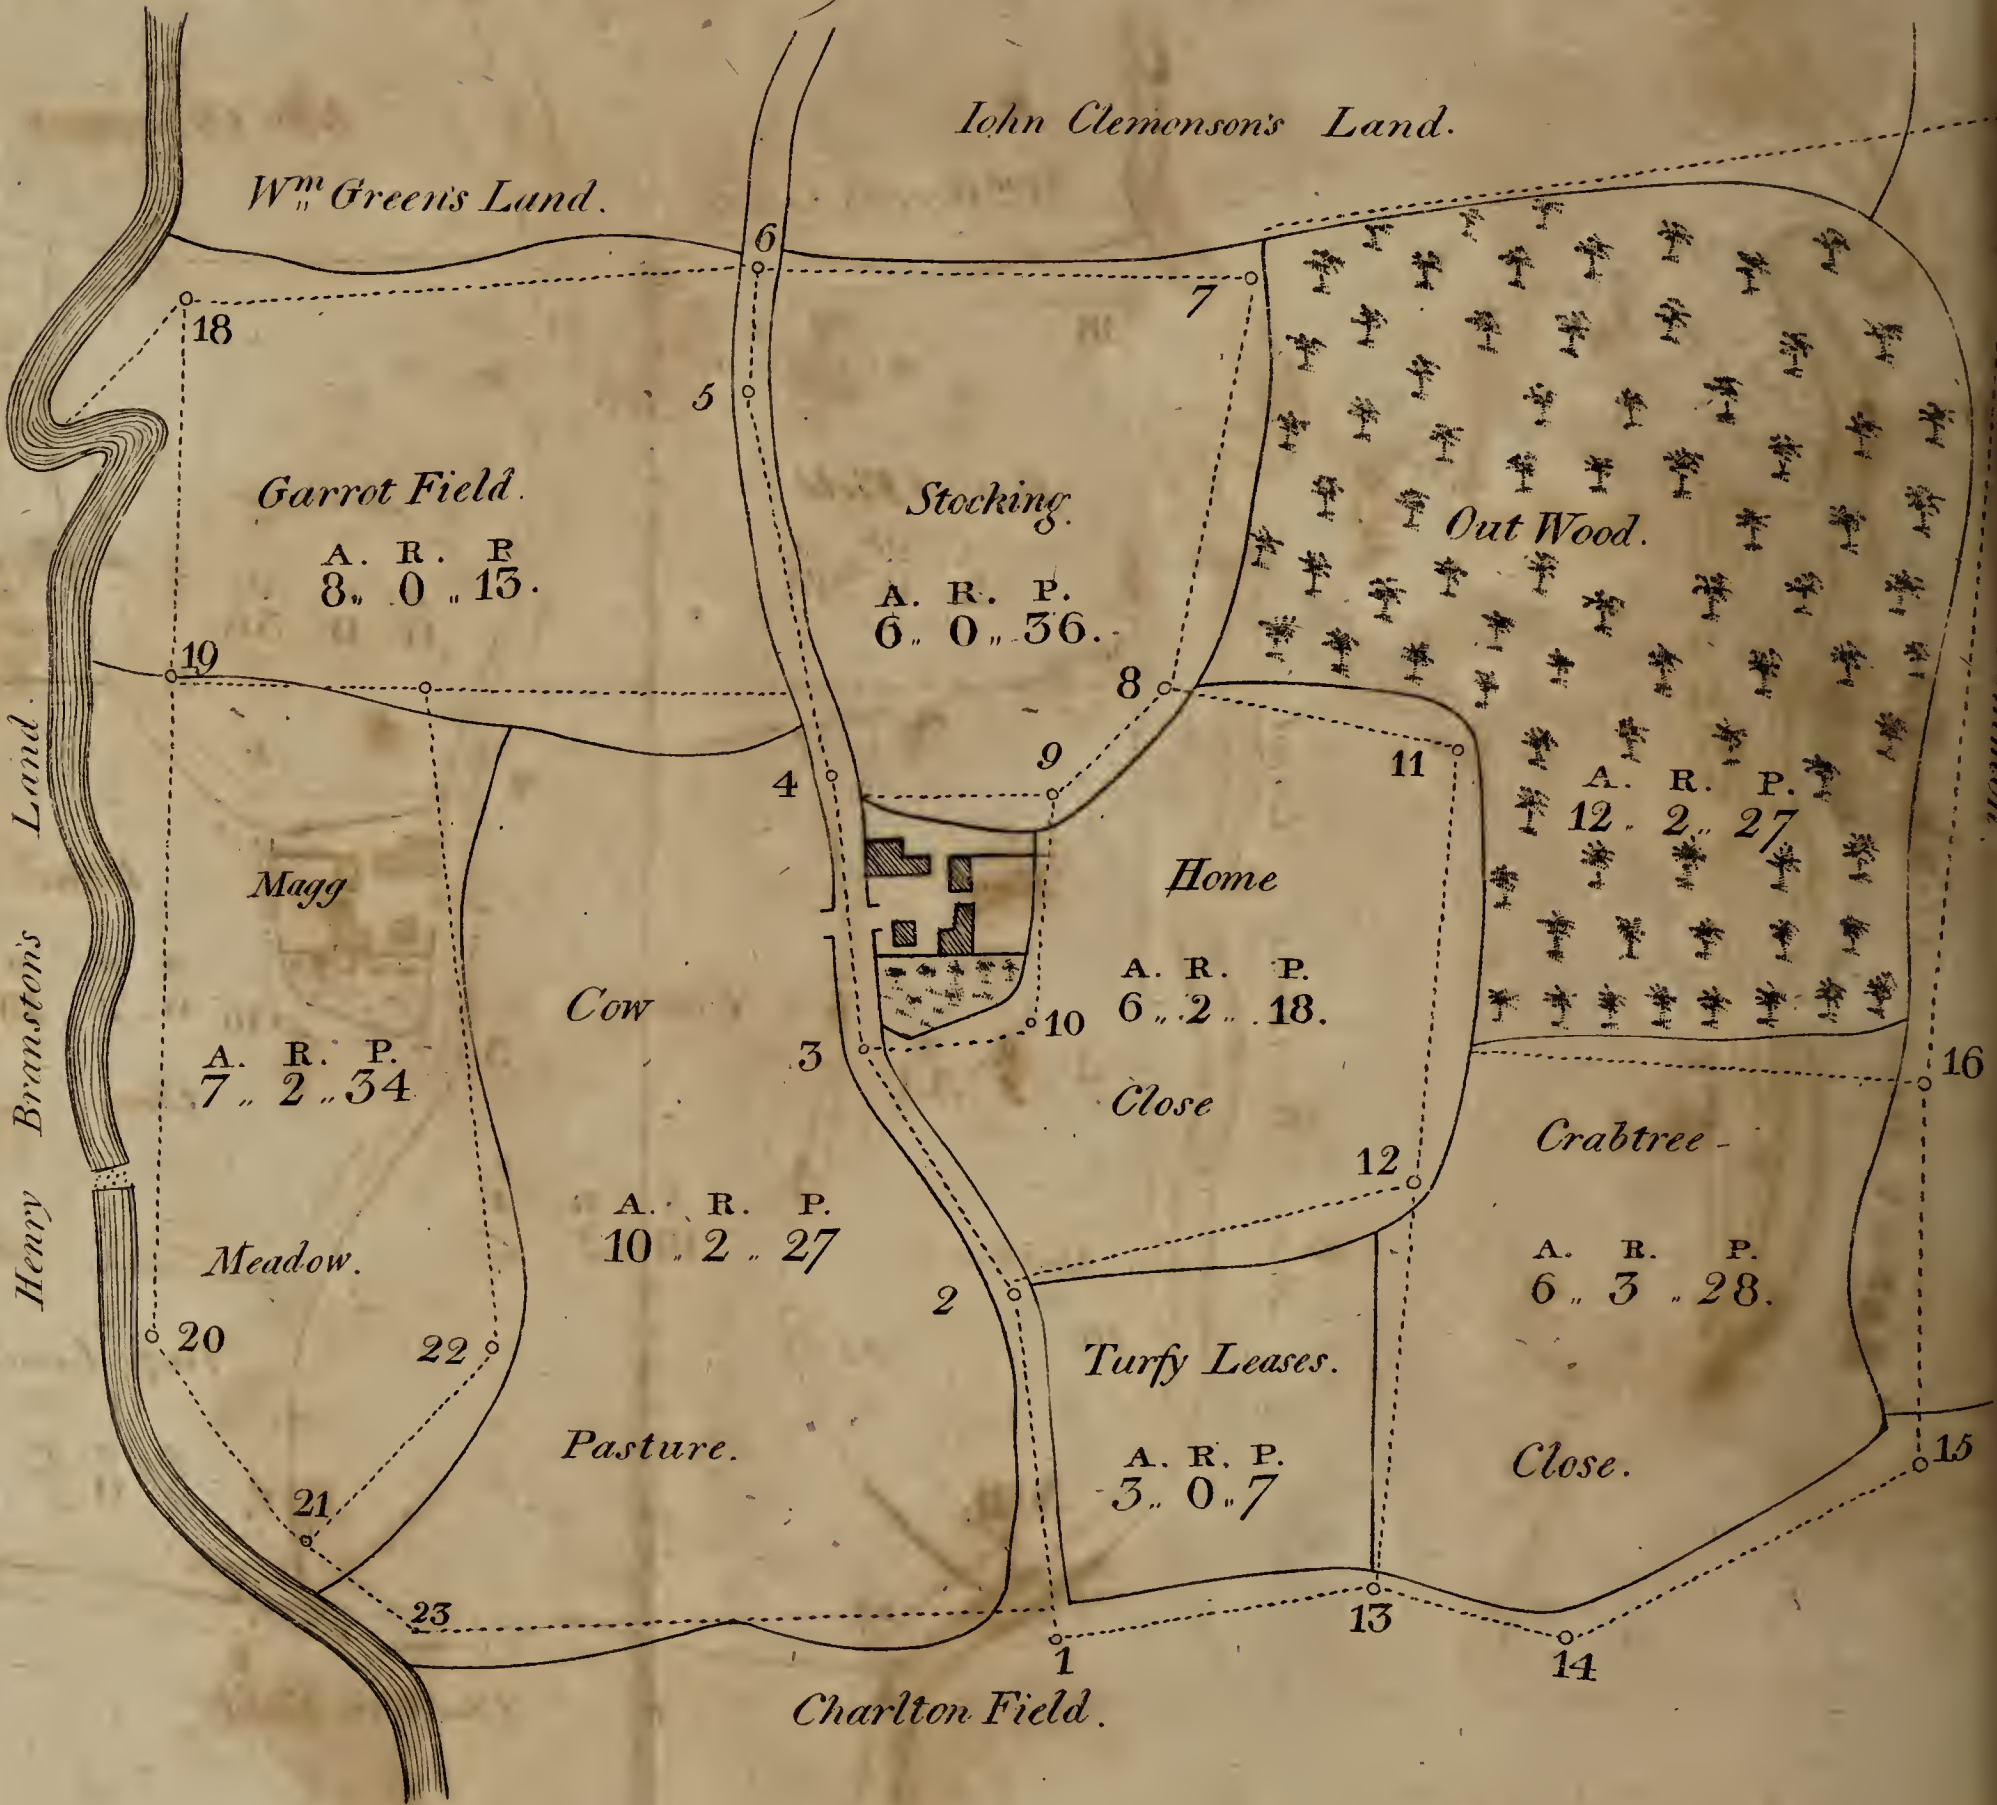 Iohn Clemenson's Land.
Wm Green's Land.
6
7
18
5
Garrot Field.
A. R. P.
8 „ 0 „ 13.
Stocking.
A. R. P.
6 „ 0 „ 36.
Out Wood.
A. R. P.
12 „ 2 „ 27
19
8
9
11
4
Henry Branston's Land.
Magg
A. R. P.
7 „ 2 „ 34
Meadow.
Cow
A. R. P.
10 „ 2 „ 27
Pasture.
Home
A. R. P.
6 „ 2 „ 18.
Close
10
3
16
12
Crabtree -
A. R. P.
6 „ 3 „ 28.
Close.
2
20
22
Turfy Leases.
A. R. P.
3 „ 0 „ 7
15
21
23
13
1
14
Charlton Field.